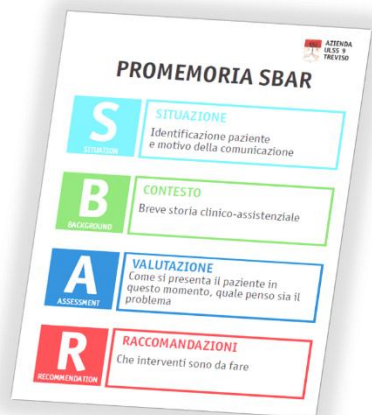 AZIENDA
ULSS 9
TREVISO
PROMEMORIA SBAR
S
SITUATION
SITUAZIONE
Identificazione paziente
e motivo della comunicazione
B
BACKGROUND
CONTESTO
Breve storia clinico-assistenziale
A
ASSESSMENT
VALUTAZIONE
Come si presenta il paziente in
questo momento, quale penso sia il
problema
R
RECOMMENDATION
RACCOMANDAZIONI
Che interventi sono da fare